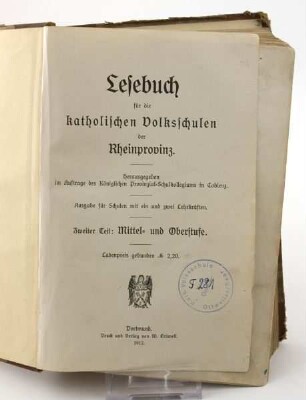 Lesebuch
für die
katholischen Volksschulen
der
Rheinprovinz.
Herausgegeben
im Auftrage des Königlichen Provinzial-Schulkollegiums in Coblenz.
Ausgabe für Schulen mit ein und zwei Lehrkräften.
Zweiter Teil: Mittel- und Oberstufe.
Ladenpreis gebunden ℳ 2,20.
Dortmund.
Druck und Verlag von W. Crüwell.